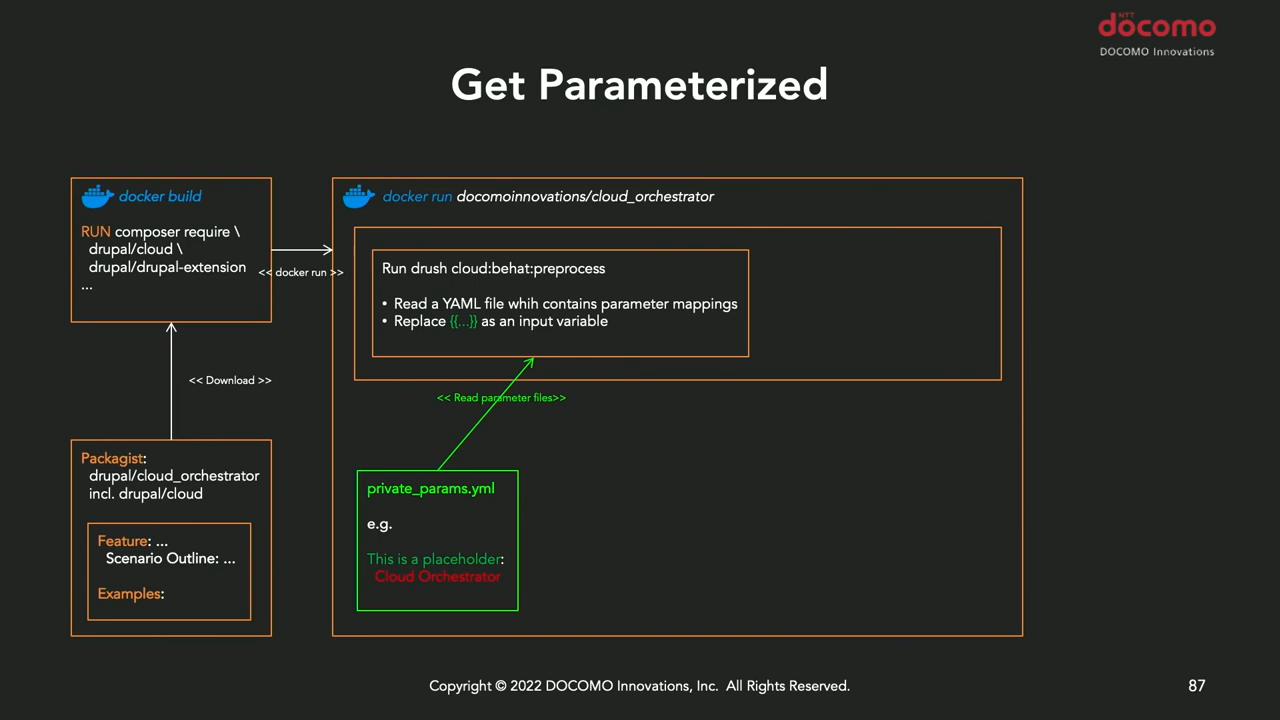 NTT
döcomo
DOCOMO Innovations
Get Parameterized
docker build
RUN composer require \
drupal/cloud \
drupal/drupal-extension
...
<< docker run >>
docker run docomoinnovations/cloud_orchestrator
Run drush cloud:behat:preprocess
• Read a YAML file whih contains parameter mappings
• Replace {{...}} as an input variable
<< Download >>
<< Read parameter files>>
Packagist:
drupal/cloud_orchestrator
incl. drupal/cloud
Feature: ...
Scenario Outline: ...
Examples:
private_params.yml
e.g.
This is a placeholder:
Cloud Orchestrator
Copyright © 2022 DOCOMO Innovations, Inc. All Rights Reserved.
87